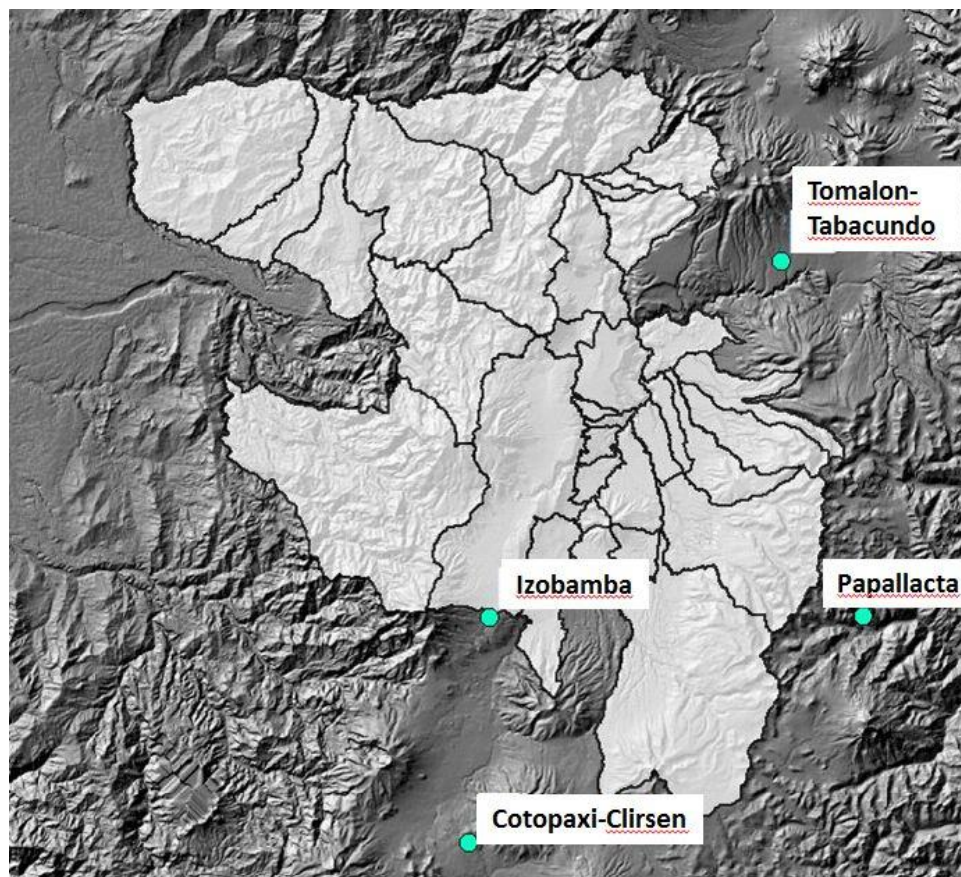 Tomalon-
Tabacundo
Izobamba
Papallacta
Cotopaxi-Clirsen